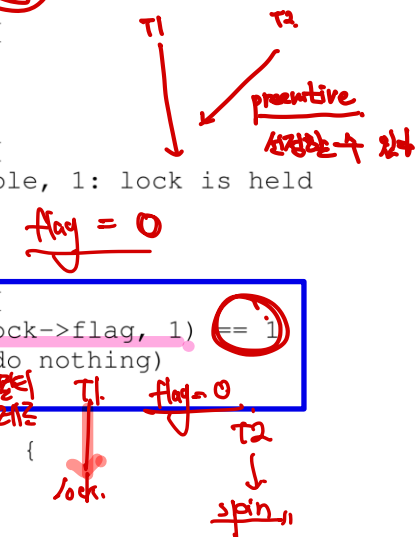 T1 T2
preemtive
선점할 수 있다
ble, 1: lock is held
flag = 0
ock->flag, 1) == 1
do nothing)
T1. flag=0
T2
{
lock.
spin